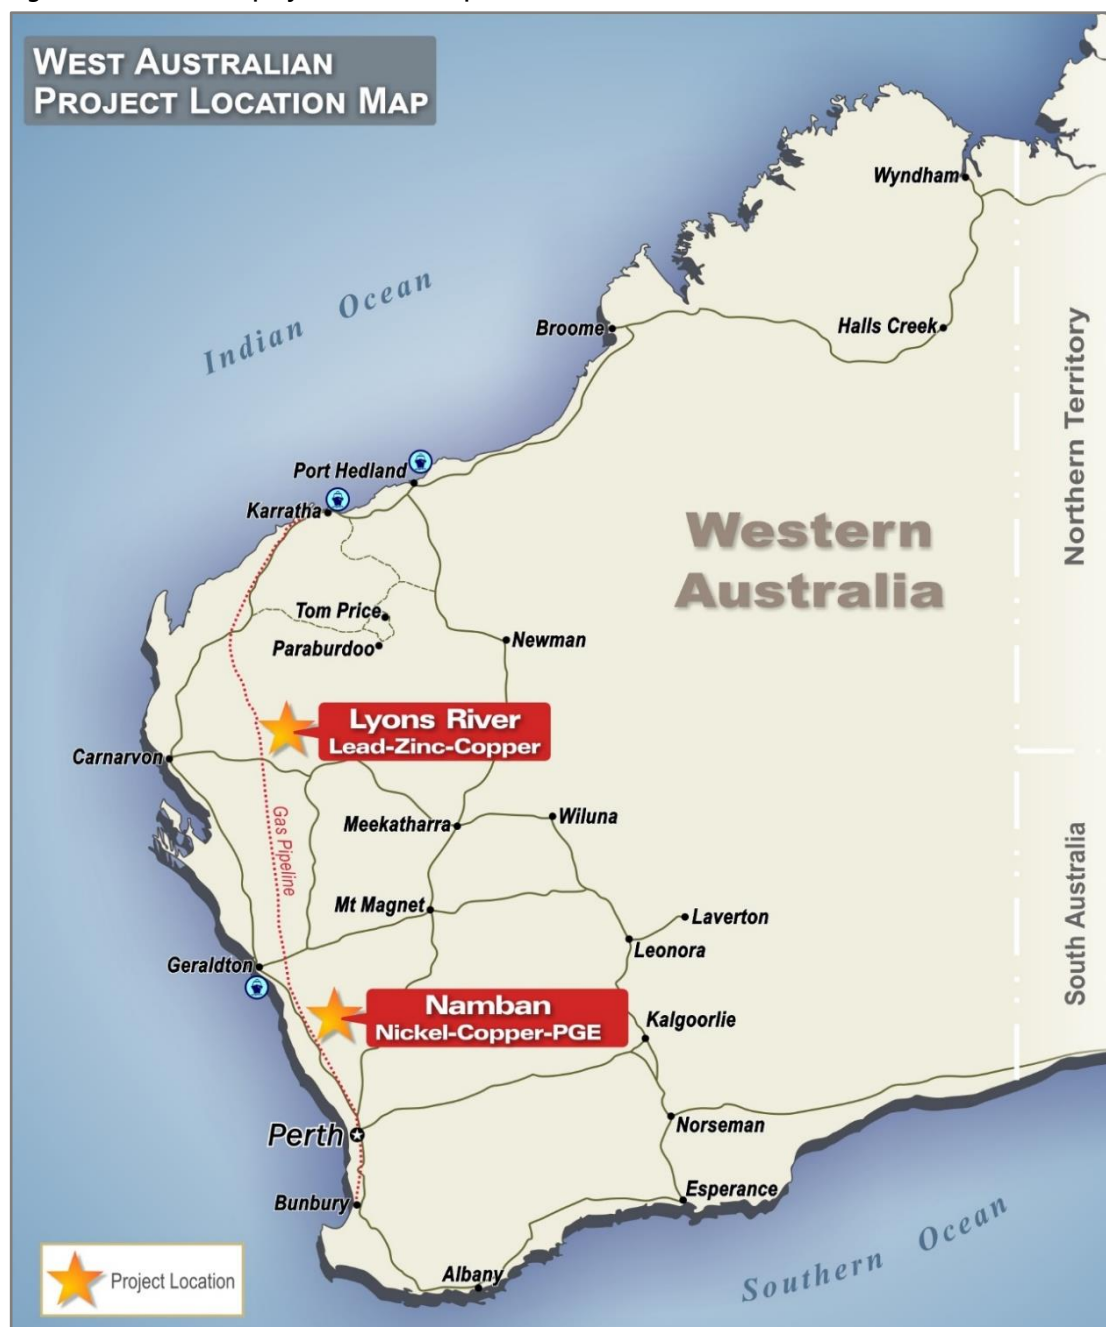 WEST AUSTRALIAN
PROJECT LOCATION MAP
Wyndham
Indian Ocean
Broome
Halls Creek
Northern Territory
Port Hedland
Karratha
Western
Australia
Tom Price
Paraburdoo
Newman
Lyons River
Lead-Zinc-Copper
Carnarvon
Gas Pipeline
Meekatharra
Wiluna
South Australia
Mt Magnet
Laverton
Leonora
Geraldton
Namban
Nickel-Copper-PGE
Kalgoorlie
Perth
Norseman
Bunbury
Esperance
Southern Ocean
Albany
Project Location